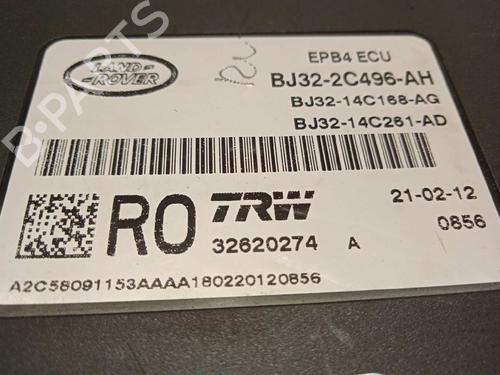 LAND-
-ROVER
EPB4 ECU
BJ32-2C496-AH
BJ32-14C168-AG
BJ32-14C261-AD
RO
TRW
21-02-12
32620274 A
0856
A2C58091153AAAA180220120856
B-PARTS